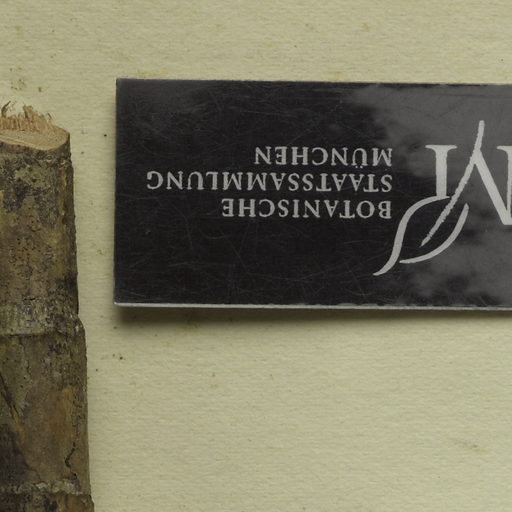 BOTANISCHE
STAATSSAMMLUNG
MÜNCHEN
M